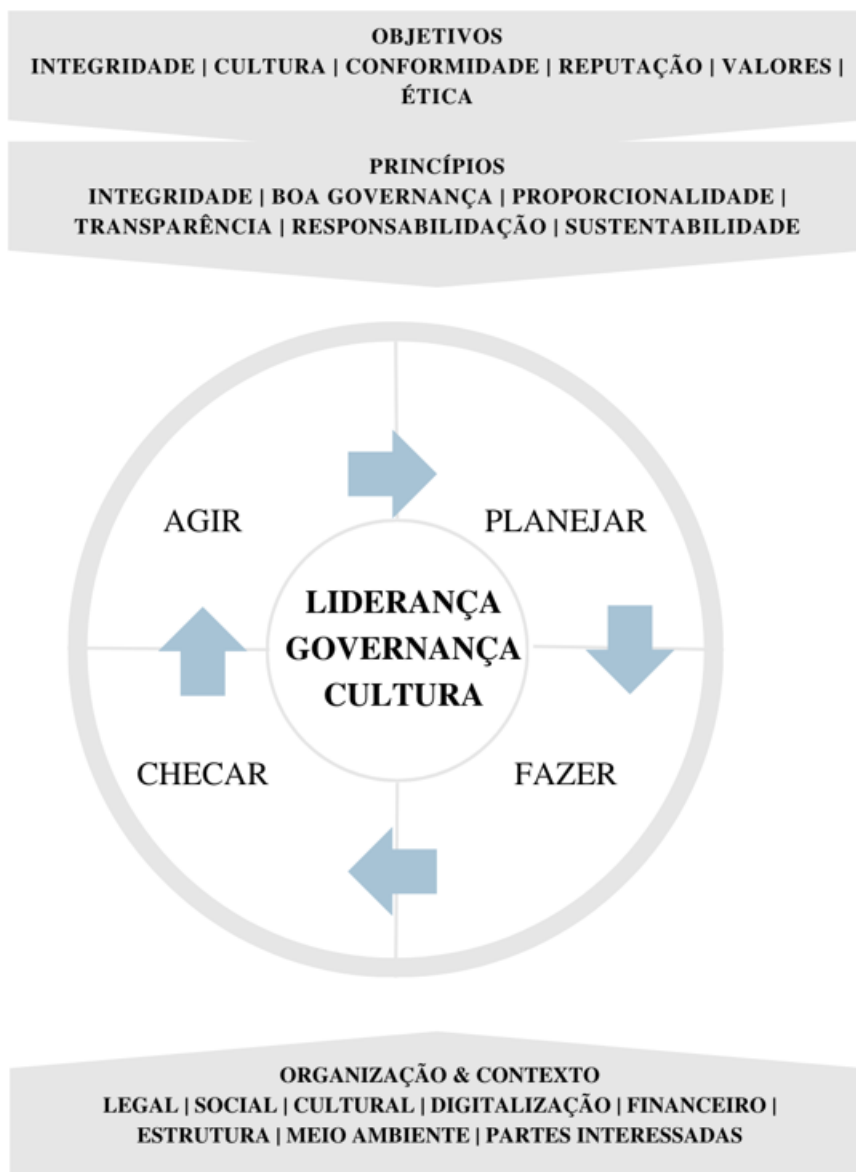 OBJETIVOS
INTEGRIDADE | CULTURA | CONFORMIDADE | REPUTAÇÃO | VALORES |
ÉTICA
PRINCÍPIOS
INTEGRIDADE | BOA GOVERNANÇA | PROPORCIONALIDADE |
TRANSPARÊNCIA | RESPONSABILIDAÇÃO | SUSTENTABILIDADE
AGIR
PLANEJAR
LIDERANÇA
GOVERNANÇA
CULTURA
CHECAR
FAZER
ORGANIZAÇÃO & CONTEXTO
LEGAL | SOCIAL | CULTURAL | DIGITALIZAÇÃO | FINANCEIRO |
ESTRUTURA | MEIO AMBIENTE | PARTES INTERESSADAS